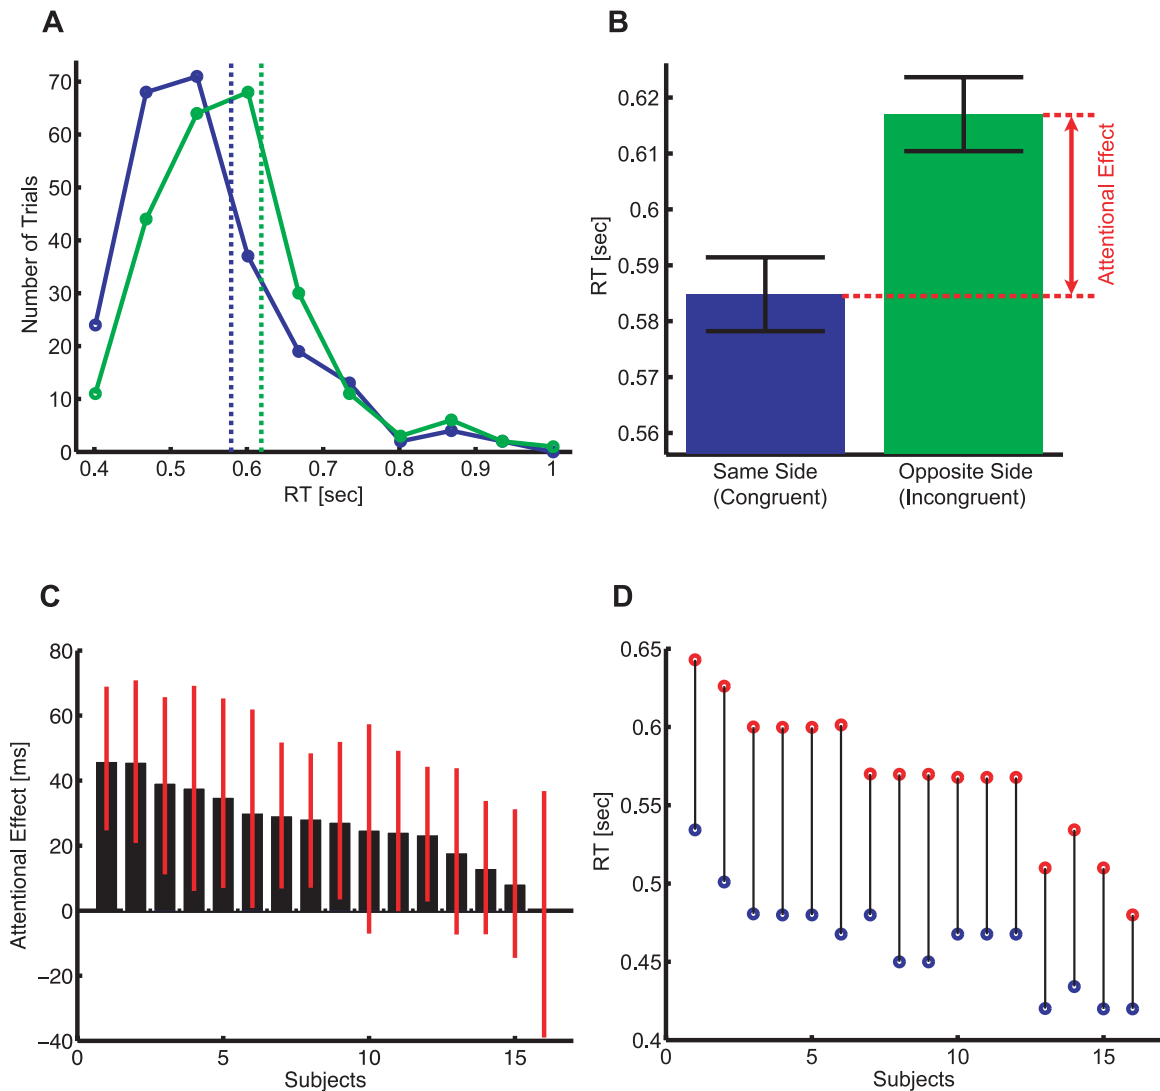 A
70
60
50
40
30
20
10
0
Number of Trials
0.4 0.5 0.6 0.7 0.8 0.9 1
RT [sec]
B
0.62
0.61
0.6
0.59
0.58
0.57
0.56
RT [sec]
Attentional Effect
Same Side
(Congruent)
Opposite Side
(Incongruent)
C
80
60
40
20
0
−20
−40
Attentional Effect [ms]
0 5 10 15
Subjects
D
0.65
0.6
0.55
0.5
0.45
0.4
RT [sec]
0 5 10 15
Subjects